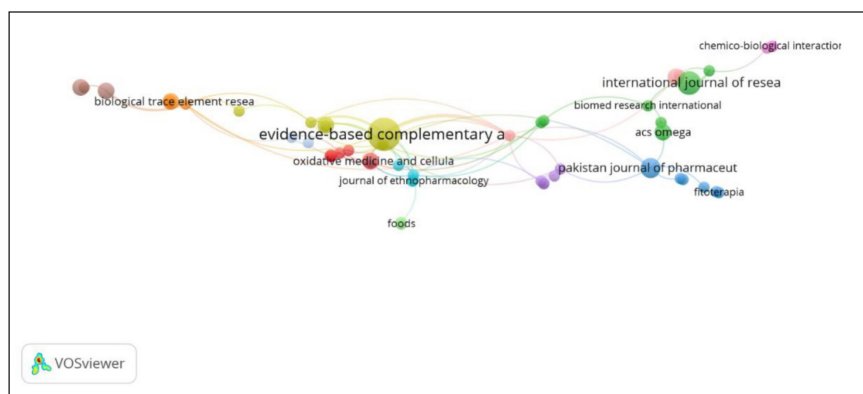 chemico-biological interaction
international journal of resea
biological trace element resea
biomed research international
evidence-based complementary a
acs omega
oxidative medicine and cellula
pakistan journal of pharmaceut
journal of ethnopharmacology
fitoterapia
foods
VOSviewer